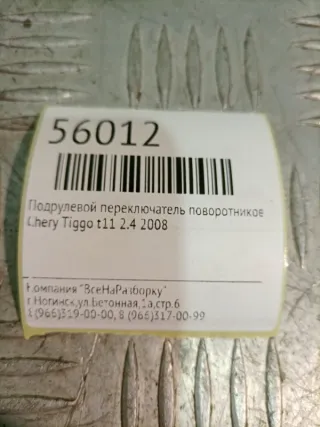 56012
Подрулевой переключатель поворотников
Chery Tiggo t11 2.4 2008
Компания "ВсеНаРазборку"
г.Ногинск,ул.Бетонная,1а,стр.6
8(966)319-00-00, 8 (966)317-00-99